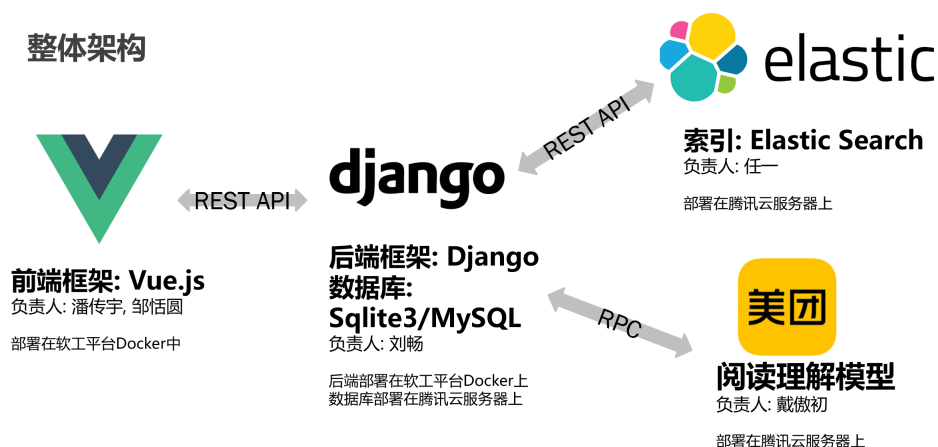 整体架构
elastic
REST API
索引: Elastic Search
负责人: 任一
部署在腾讯云服务器上
django
REST API
后端框架: Django
数据库:
Sqlite3/MySQL
负责人: 刘畅
后端部署在软工平台Docker上
数据库部署在腾讯云服务器上
前端框架: Vue.js
负责人: 潘传宇, 邹恬圆
部署在软工平台Docker中
RPC
美团
阅读理解模型
负责人: 戴傲初
部署在腾讯云服务器上